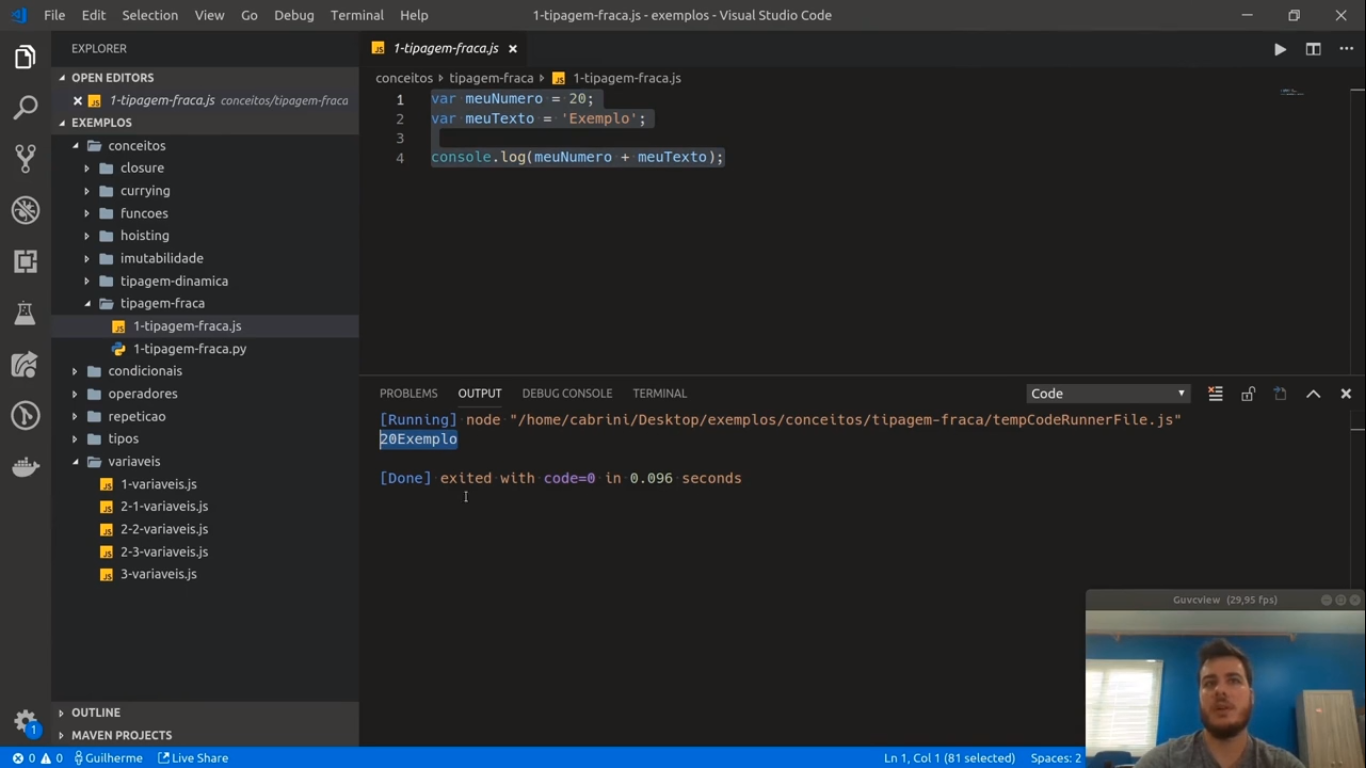 File Edit Selection View Go Debug Terminal Help 1-tipagem-fraca.js - exemplos - Visual Studio Code
EXPLORER
OPEN EDITORS
1-tipagem-fraca.js conceitos/tipagem-fraca
EXEMPLOS
conceitos
closure
currying
funcoes
hoisting
imutabilidade
tipagem-dinamica
tipagem-fraca
1-tipagem-fraca.js
1-tipagem-fraca.py
condicionais
operadores
repeticao
tipos
variaveis
1-variaveis.js
2-1-variaveis.js
2-2-variaveis.js
2-3-variaveis.js
3-variaveis.js
OUTLINE
MAVEN PROJECTS
1-tipagem-fraca.js
conceitos tipagem-fraca 1-tipagem-fraca.js
1 var meuNumero = 20;
2 var meuTexto = 'Exemplo';
3
4 console.log(meuNumero + meuTexto);
PROBLEMS OUTPUT DEBUG CONSOLE TERMINAL Code
[Running] node "/home/cabrini/Desktop/exemplos/conceitos/tipagem-fraca/tempCodeRunnerFile.js"
20Exemplo
[Done] exited with code=0 in 0.096 seconds
Guvcview (29,95 fps)
1
0 0 Guilherme Live Share Ln 1, Col 1 (81 selected) Spaces: 2